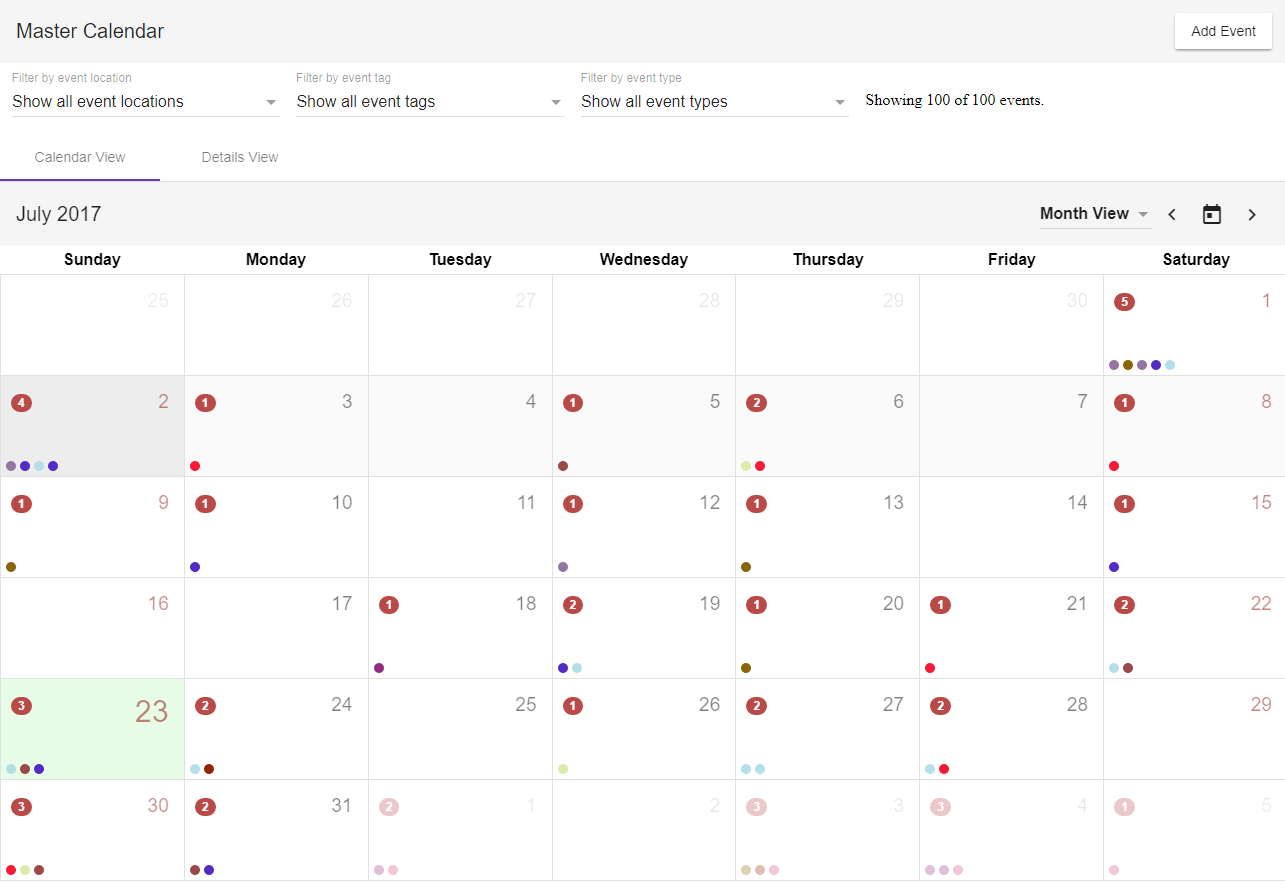 Master Calendar
Add Event
Filter by event location Filter by event tag Filter by event type
Show all event locations Show all event tags Show all event types Showing 100 of 100 events.
Calendar View Details View
July 2017
Month View
Sunday Monday Tuesday Wednesday Thursday Friday Saturday
25 26 27 28 29 30 5 1
4 2 1 3 4 1 5 2 6 7 1 8
1 9 1 10 11 1 12 1 13 14 1 15
16 17 1 18 2 19 1 20 1 21 2 22
3 23 2 24 25 1 26 2 27 2 28 29
3 30 2 31 2 1 2 3 3 3 4 1 5